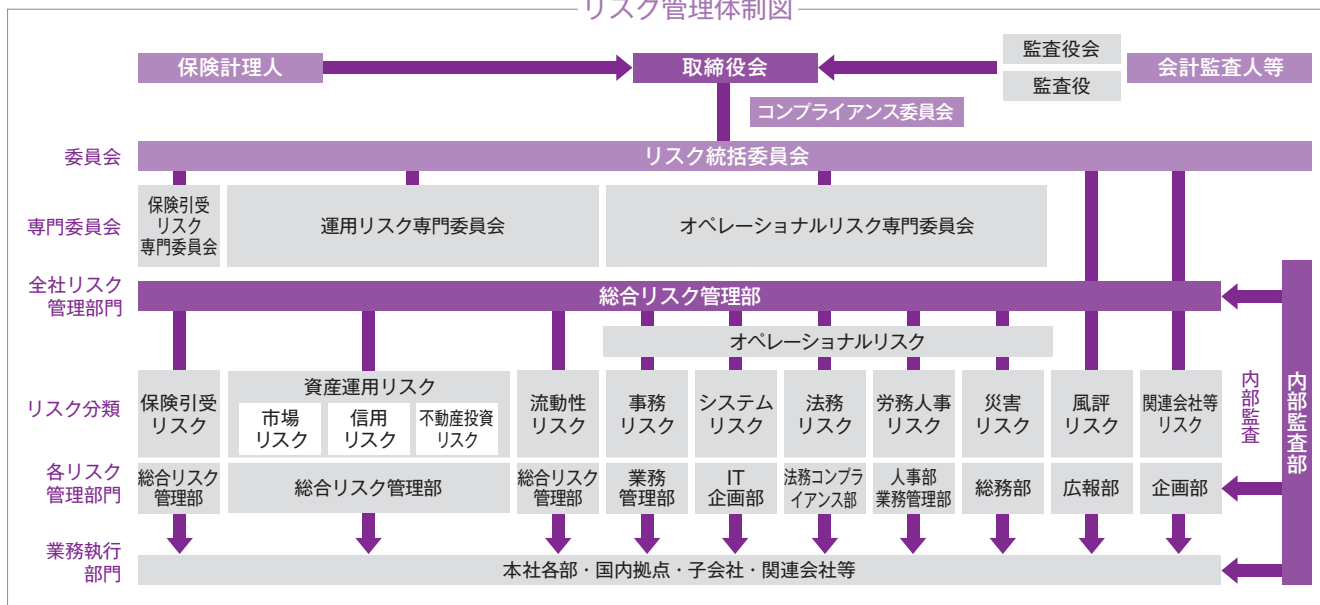 リスク管理体制図
保険計理人
取締役会
監査役会
監査役
会計監査人等
コンプライアンス委員会
委員会
リスク統括委員会
専門委員会
保険引受
リスク
専門委員会
運用リスク専門委員会
オペレーショナルリスク専門委員会
全社リスク
管理部門
総合リスク管理部
オペレーショナルリスク
リスク分類
保険引受
リスク
資産運用リスク
市場
リスク
信用
リスク
不動産投資
リスク
流動性
リスク
事務
リスク
システム
リスク
法務
リスク
労務人事
リスク
災害
リスク
風評
リスク
関連会社等
リスク
内部監査
内部監査部
各リスク
管理部門
総合リスク
管理部
総合リスク管理部
総合リスク
管理部
業務
管理部
IT
企画部
法務コンプラ
イアンス部
人事部
業務管理部
総務部
広報部
企画部
業務執行
部門
本社各部・国内拠点・子会社・関連会社等